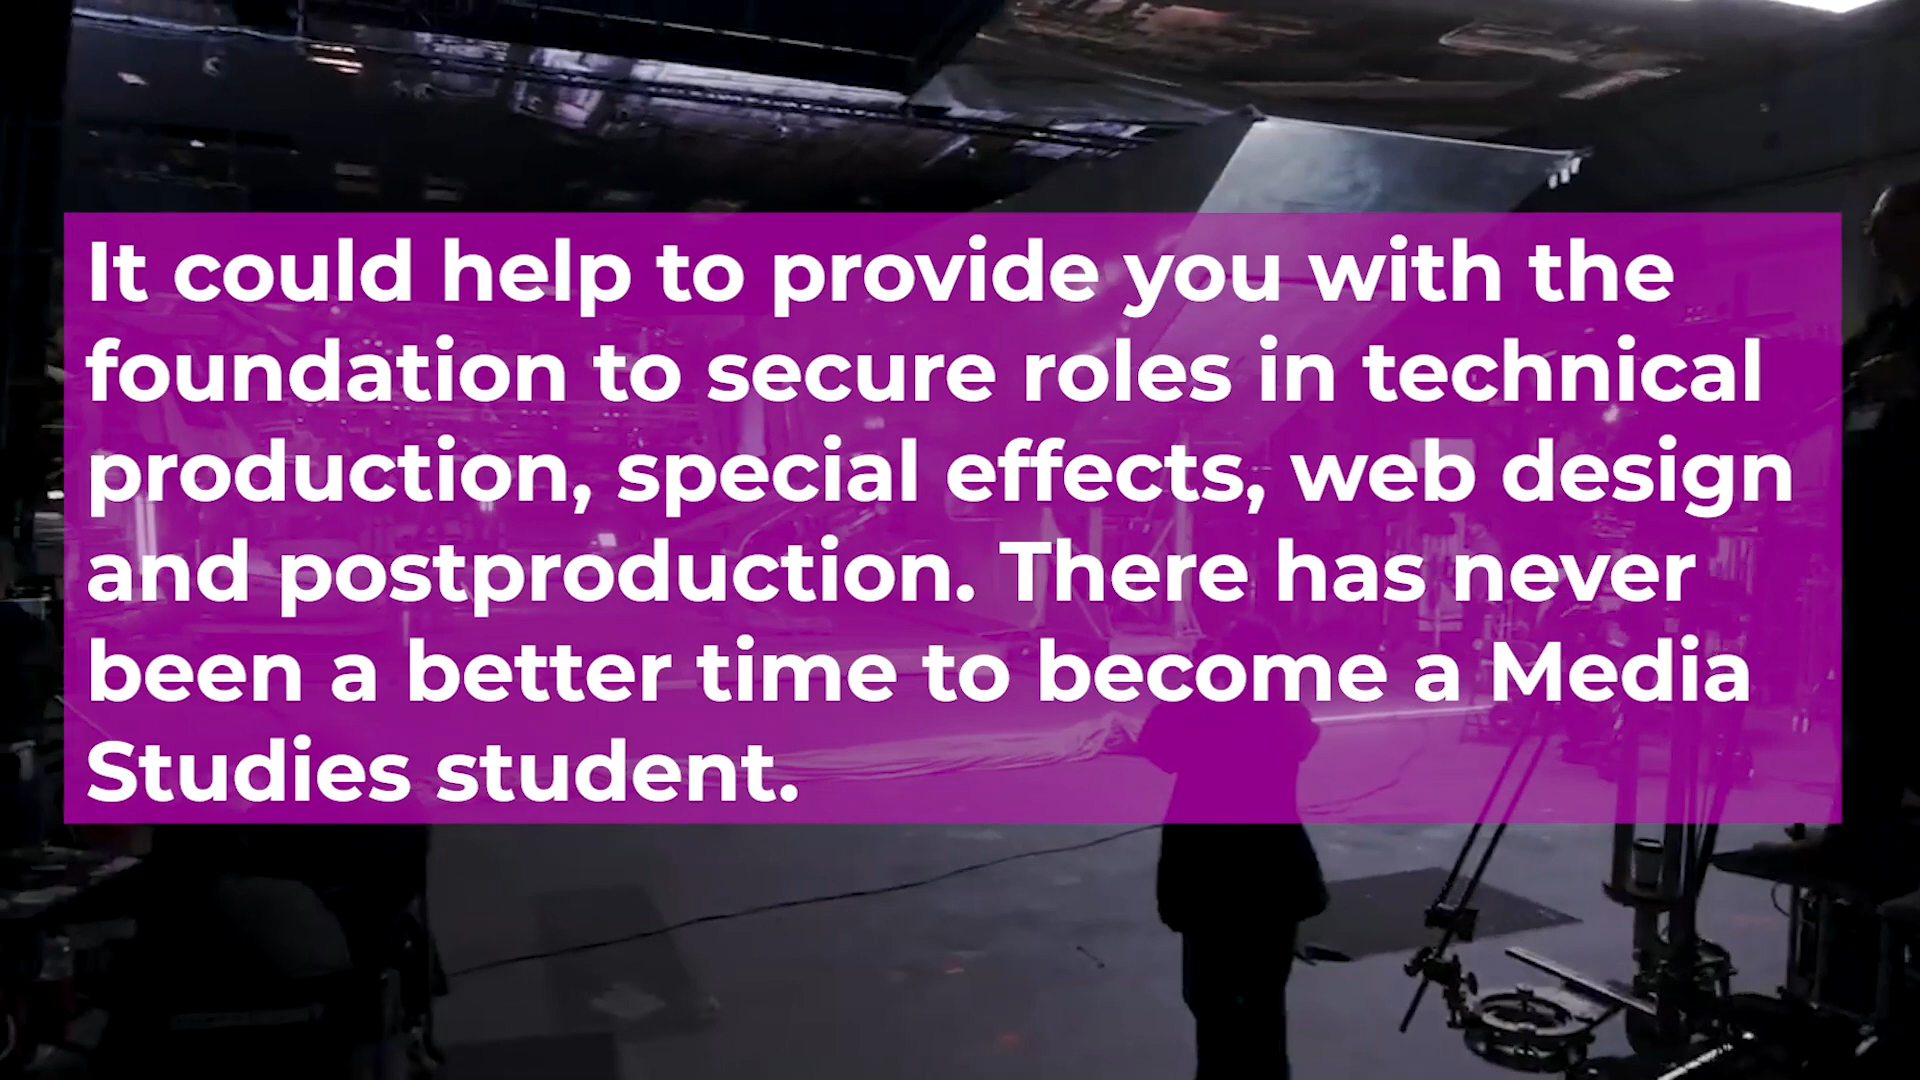 It could help to provide you with the
foundation to secure roles in technical
production, special effects, web design
and postproduction. There has never
been a better time to become a Media
Studies student.